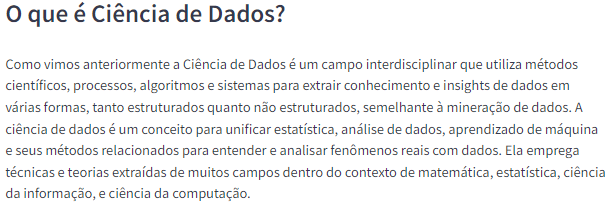 O que é Ciência de Dados?
Como vimos anteriormente a Ciência de Dados é um campo interdisciplinar que utiliza métodos
científicos, processos, algoritmos e sistemas para extrair conhecimento e insights de dados em
várias formas, tanto estruturados quanto não estruturados, semelhante à mineração de dados. A
ciência de dados é um conceito para unificar estatística, análise de dados, aprendizado de máquina
e seus métodos relacionados para entender e analisar fenômenos reais com dados. Ela emprega
técnicas e teorias extraídas de muitos campos dentro do contexto de matemática, estatística, ciência
da informação, e ciência da computação.